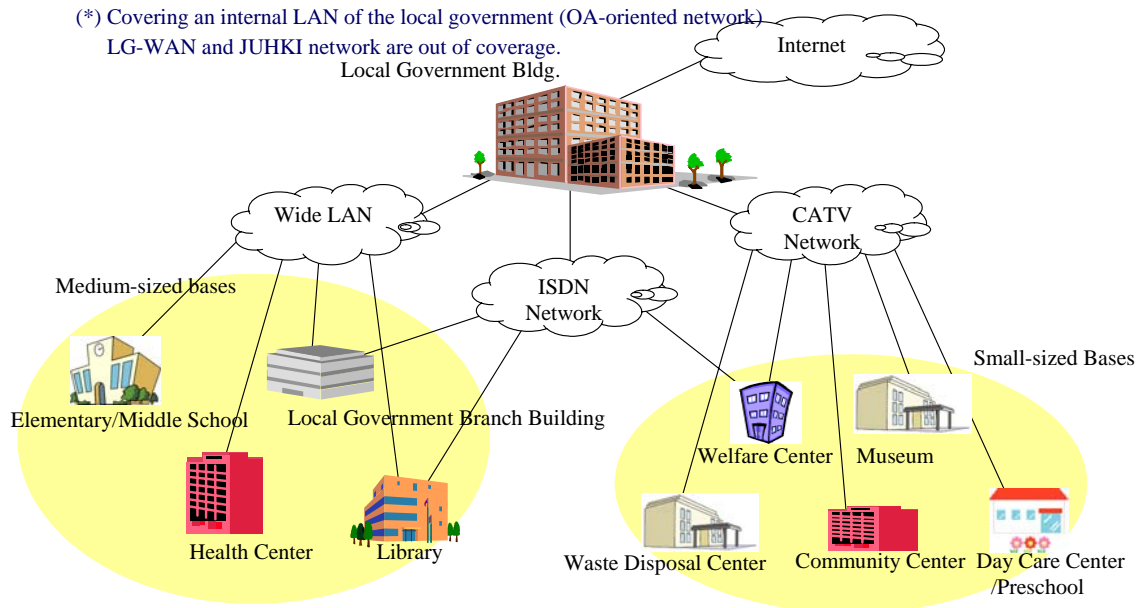 (*) Covering an internal LAN of the local government (OA-oriented network)
LG-WAN and JUHKI network are out of coverage.
Internet
Local Government Bldg.
Wide LAN
CATV
Network
ISDN
Network
Medium-sized bases
Small-sized Bases
Elementary/Middle School
Local Government Branch Building
Welfare Center
Museum
Health Center
Library
Waste Disposal Center
Community Center
Day Care Center
/Preschool